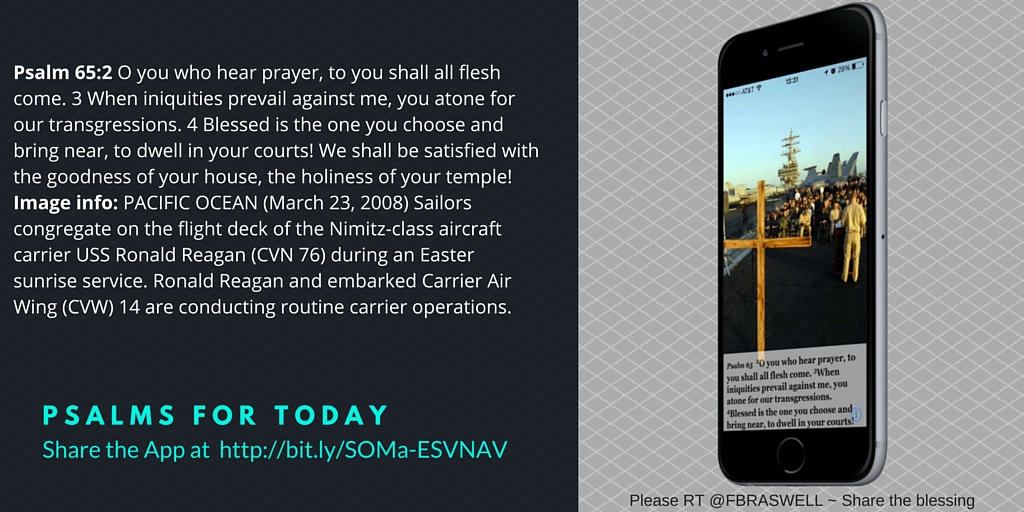 Psalm 65:2 O you who hear prayer, to you shall all flesh
come. 3 When iniquities prevail against me, you atone for
our transgressions. 4 Blessed is the one you choose and
bring near, to dwell in your courts! We shall be satisfied with
the goodness of your house, the holiness of your temple!
Image info: PACIFIC OCEAN (March 23, 2008) Sailors
congregate on the flight deck of the Nimitz-class aircraft
carrier USS Ronald Reagan (CVN 76) during an Easter
sunrise service. Ronald Reagan and embarked Carrier Air
Wing (CVW) 14 are conducting routine carrier operations.
PSALMS FOR TODAY
Share the App at http://bit.ly/SOMa-ESVNAV
AT&T 13:31 29%
Psalm 65 ²O you who hear prayer, to
you shall all flesh come. ³When
iniquities prevail against me, you
atone for our transgressions.
⁴Blessed is the one you choose and
bring near, to dwell in your courts!
Please RT @FBRASWELL ~ Share the blessing